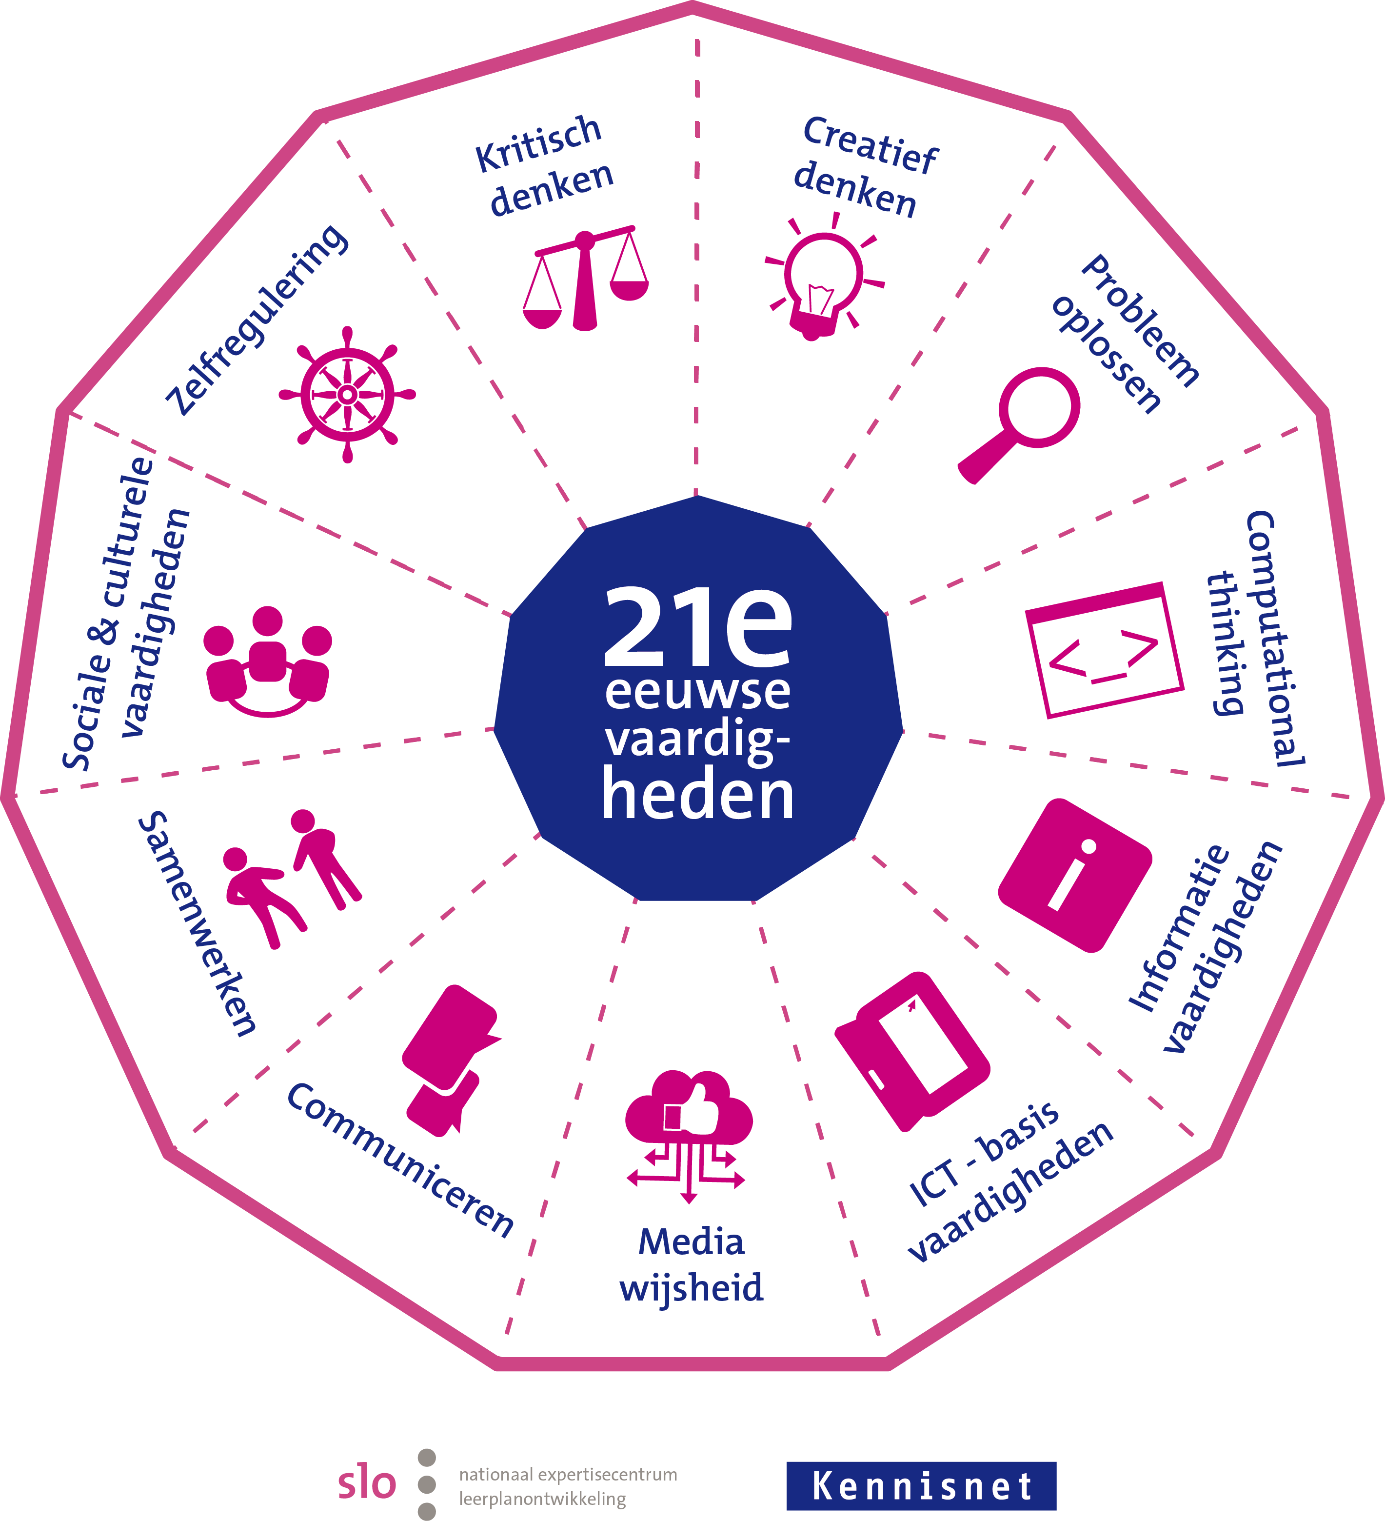 Kritisch
denken
Creatief
denken
Probleem
oplossen
Computational
thinking
Informatie
vaardigheden
ICT - basis
vaardigheden
Media
wijsheid
Communiceren
Samenwerken
Sociale & culturele
vaardigheden
Zelfregulering
21e
eeuwse
vaardig-
heden
slo
nationaal expertisecentrum
leerplanontwikkeling
Kennisnet